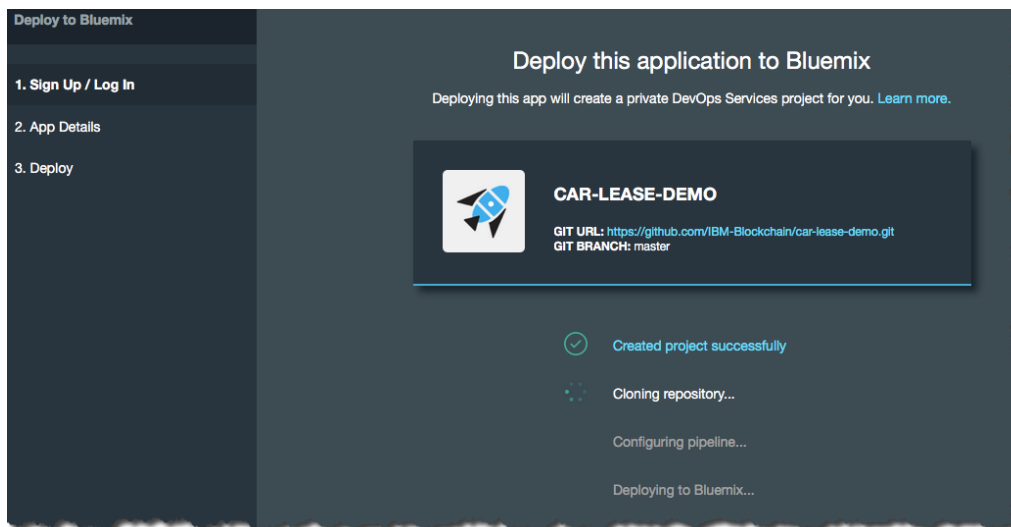 Deploy to Bluemix
1. Sign Up / Log In
2. App Details
3. Deploy
Deploy this application to Bluemix
Deploying this app will create a private DevOps Services project for you. Learn more.
CAR-LEASE-DEMO
GIT URL: https://github.com/IBM-Blockchain/car-lease-demo.git
GIT BRANCH: master
Created project successfully
Cloning repository...
Configuring pipeline...
Deploying to Bluemix...